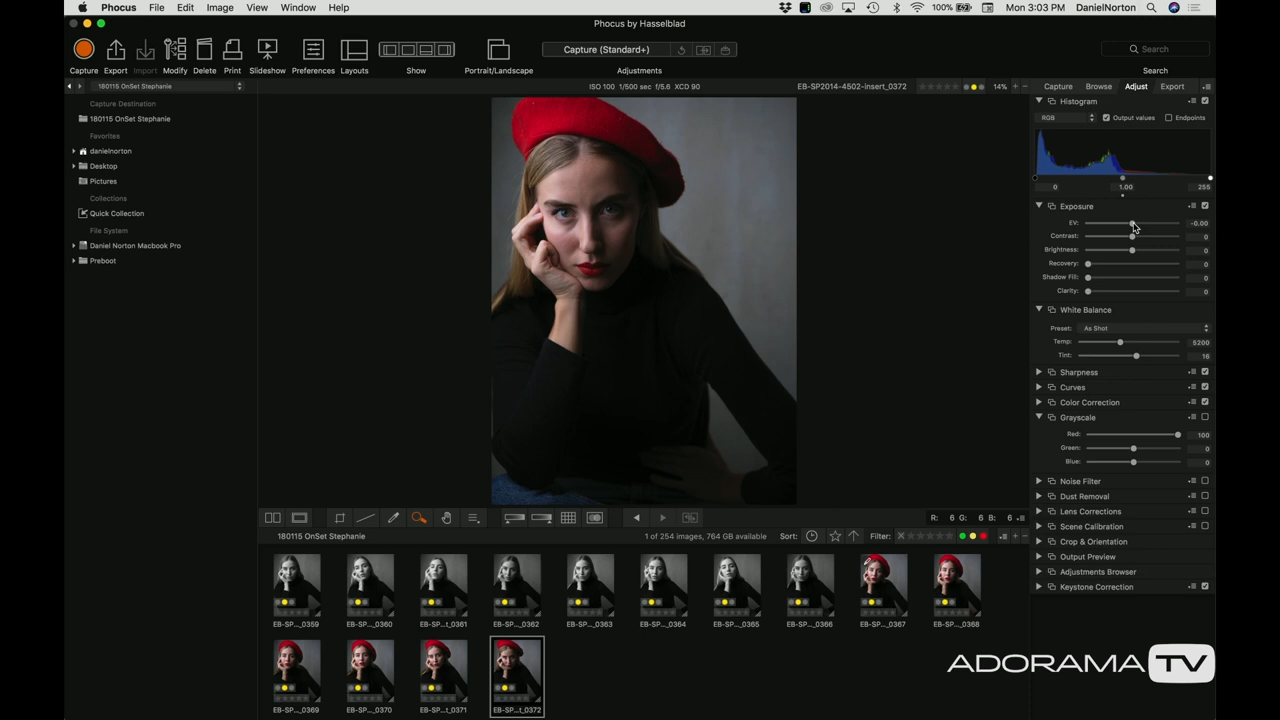 Phocus File Edit Image View Window Help 100% Mon 3:03 PM DanielNorton
Phocus by Hasselblad
Capture (Standard+) Search
Capture Export Import Modify Delete Print Slideshow Preferences Layouts Show Portrait/Landscape Adjustments Search
180115 OnSet Stephanie ISO 100 1/500 sec f/5.6 XCD 90 EB-SP2014-4502-Insert_0372 14% Capture Browse Adjust Export
Capture Destination
180115 OnSet Stephanie
Favorites
danielnorton
Desktop
Pictures
Collections
Quick Collection
File System
Daniel Norton Macbook Pro
Preboot
Histogram
RGB Output values Endpoints
0 1.00 255
Exposure
EV: -0.00
Contrast: 0
Brightness: 0
Recovery: 0
Shadow Fill: 0
Clarity: 0
White Balance
Preset: As Shot
Temp: 5200
Tint: 16
Sharpness
Curves
Color Correction
Grayscale
Red: 100
Green: 0
Blue: 0
Noise Filter
Dust Removal
Lens Corrections
Scene Calibration
Crop & Orientation
Output Preview
Adjustments Browser
Keystone Correction
R: 6 G: 6 B: 6
180115 OnSet Stephanie 1 of 254 images, 764 GB available Sort: Filter:
EB-SP..._0359 EB-SP..._0360 EB-SP...t_0361 EB-SP..._0362 EB-SP..._0363 EB-SP..._0364 EB-SP..._0365 EB-SP..._0366 EB-SP..._0367 EB-SP..._0368
EB-SP..._0369 EB-SP..._0370 EB-SP...t_0371 EB-SP...t_0372
ADORAMA TV